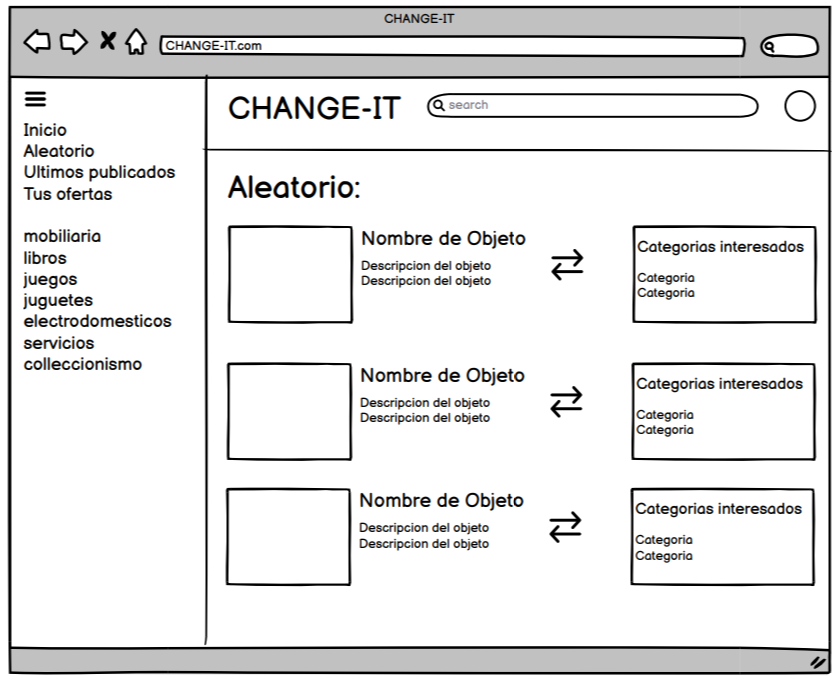 CHANGE-IT
CHANGE-IT.com
Inicio
Aleatorio
Ultimos publicados
Tus ofertas
mobiliaria
libros
juegos
juguetes
electrodomesticos
servicios
colleccionismo
CHANGE-IT
search
Aleatorio:
Nombre de Objeto
Descripcion del objeto
Descripcion del objeto
Categorias interesados
Categoria
Categoria
Nombre de Objeto
Descripcion del objeto
Descripcion del objeto
Categorias interesados
Categoria
Categoria
Nombre de Objeto
Descripcion del objeto
Descripcion del objeto
Categorias interesados
Categoria
Categoria